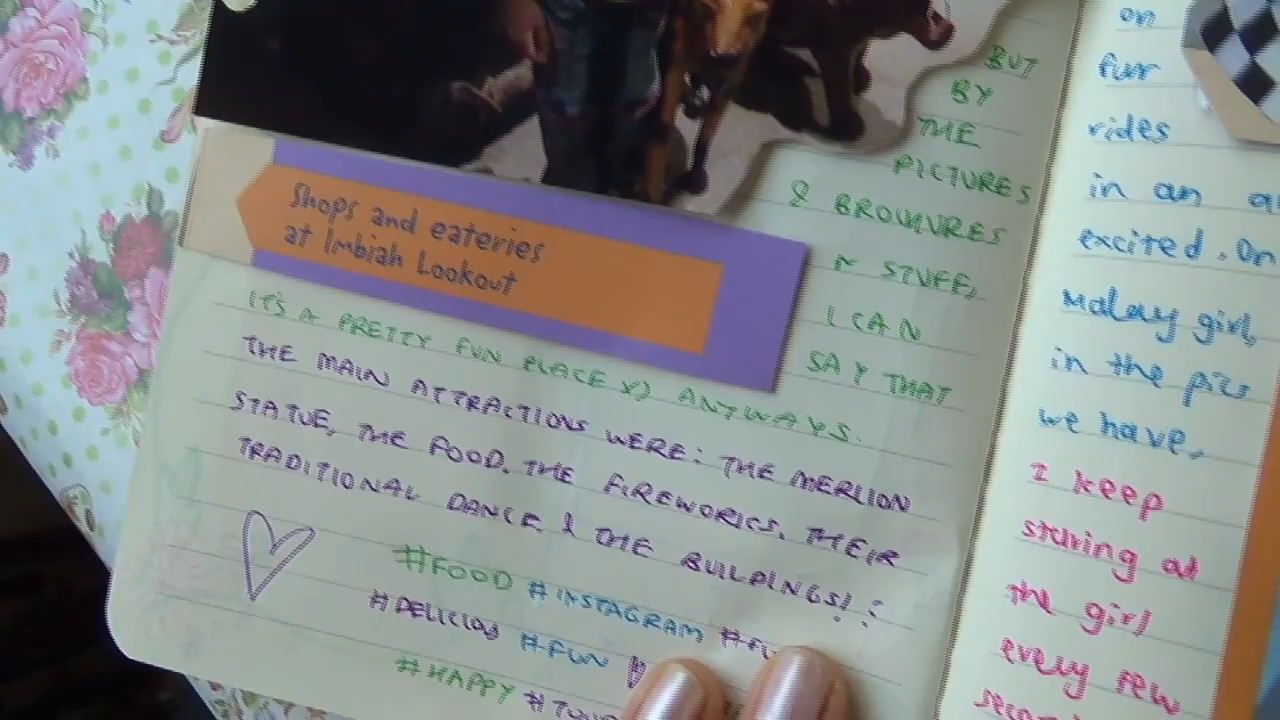 BUT
BY
THE
PICTURES
& BROWURES
N STUFF,
I CAN
SAY THAT
Shops and eateries
at Imbiah Lookout
IT'S A PRETTY FUN PLACE X) ANYWAYS.
THE MAIN ATTRACTIONS WERE: THE MERLION
STATUE, THE FOOD, THE FIREWORKS, THEIR
TRADITIONAL DANCE & THE BUILDINGS!:
#FOOD #INSTAGRAM
#DELICIOUS #FUN
#HAPPY
on
fur
rides
in an
excited. On
Malay girl,
in the pic
we have,
I keep
staring at
the girl
every few